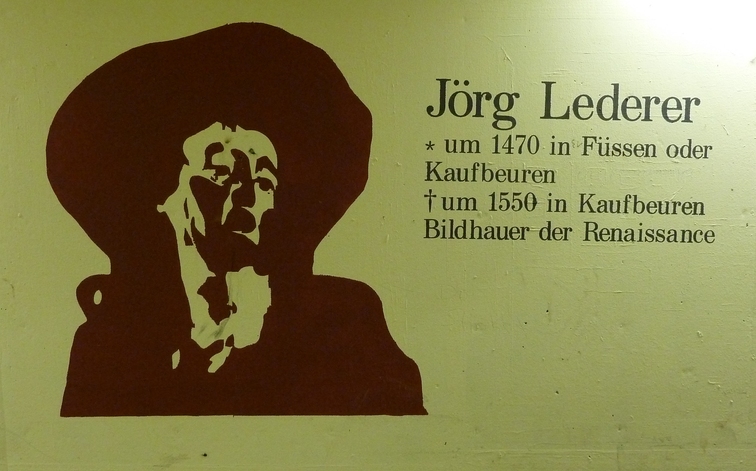 Jörg Lederer
* um 1470 in Füssen oder
Kaufbeuren
† um 1550 in Kaufbeuren
Bildhauer der Renaissance